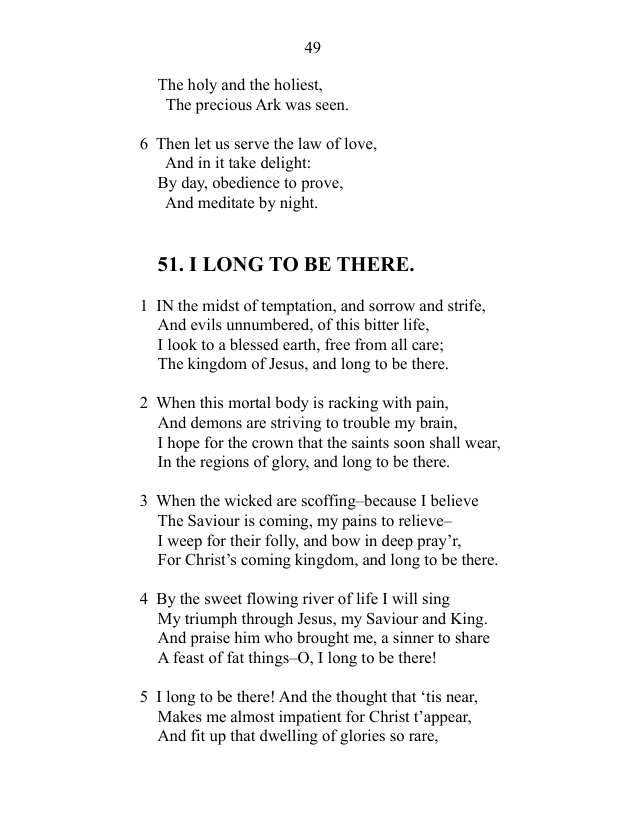 49
The holy and the holiest,
The precious Ark was seen.
6 Then let us serve the law of love,
And in it take delight:
By day, obedience to prove,
And meditate by night.
51. I LONG TO BE THERE.
1 IN the midst of temptation, and sorrow and strife,
And evils unnumbered, of this bitter life,
I look to a blessed earth, free from all care;
The kingdom of Jesus, and long to be there.
2 When this mortal body is racking with pain,
And demons are striving to trouble my brain,
I hope for the crown that the saints soon shall wear,
In the regions of glory, and long to be there.
3 When the wicked are scoffing–because I believe
The Saviour is coming, my pains to relieve–
I weep for their folly, and bow in deep pray’r,
For Christ’s coming kingdom, and long to be there.
4 By the sweet flowing river of life I will sing
My triumph through Jesus, my Saviour and King.
And praise him who brought me, a sinner to share
A feast of fat things–O, I long to be there!
5 I long to be there! And the thought that ‘tis near,
Makes me almost impatient for Christ t’appear,
And fit up that dwelling of glories so rare,